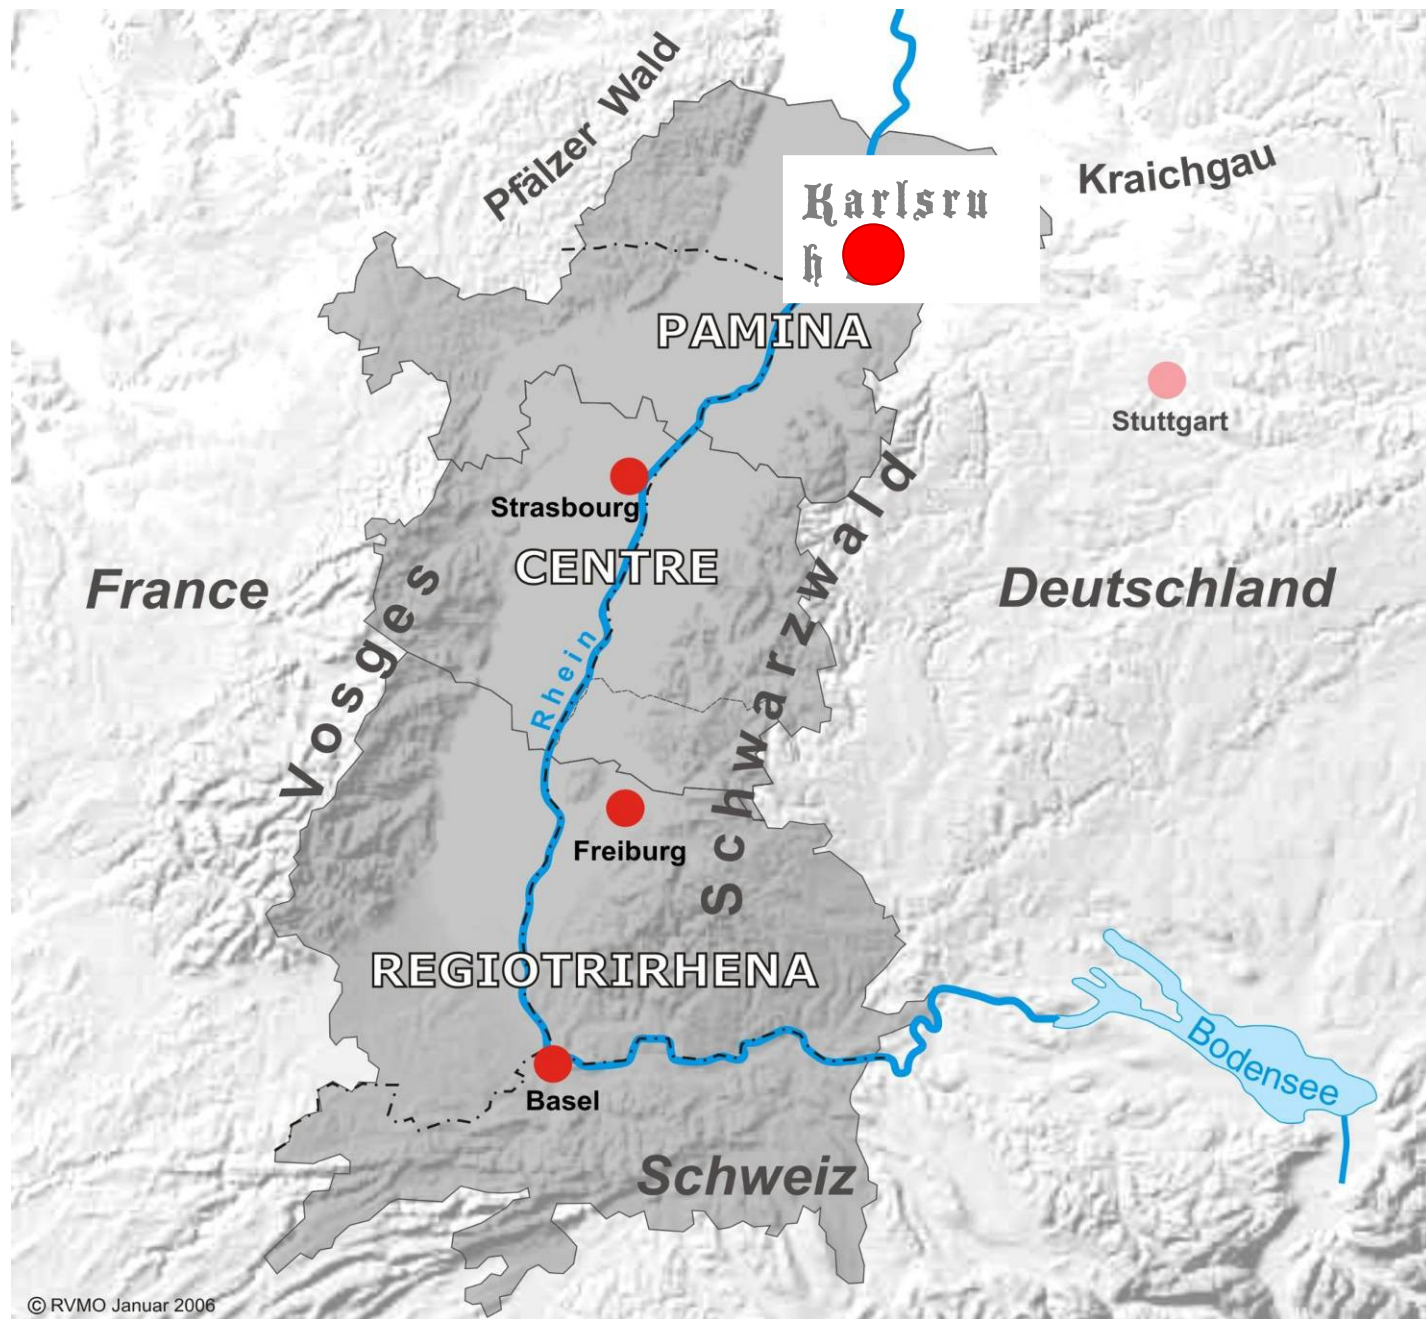 Pfälzer Wald
Kraichgau
Karlsru
h
PAMINA
Stuttgart
Strasbourg
CENTRE
France
Deutschland
Vosges
Rhein
Schwarzwald
Freiburg
REGIOTRIRHENA
Bodensee
Basel
Schweiz
© RVMO Januar 2006